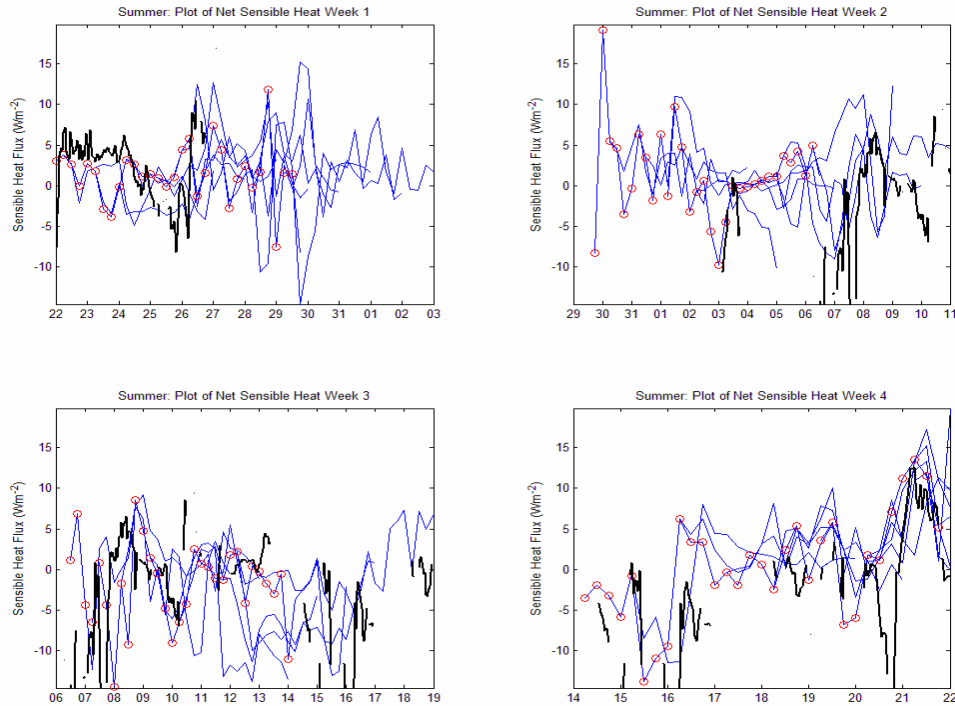 Summer: Plot of Net Sensible Heat Week 1
Sensible Heat Flux (Wm⁻²)
15
10
5
0
-5
-10
22 23 24 25 26 27 28 29 30 31 01 02 03
Summer: Plot of Net Sensible Heat Week 2
Sensible Heat Flux (Wm⁻²)
15
10
5
0
-5
-10
29 30 31 01 02 03 04 05 06 07 08 09 10 11
Summer: Plot of Net Sensible Heat Week 3
Sensible Heat Flux (Wm⁻²)
15
10
5
0
-5
-10
06 07 08 09 10 11 12 13 14 15 16 17 18 19
Summer: Plot of Net Sensible Heat Week 4
Sensible Heat Flux (Wm⁻²)
15
10
5
0
-5
-10
14 15 16 17 18 19 20 21 22